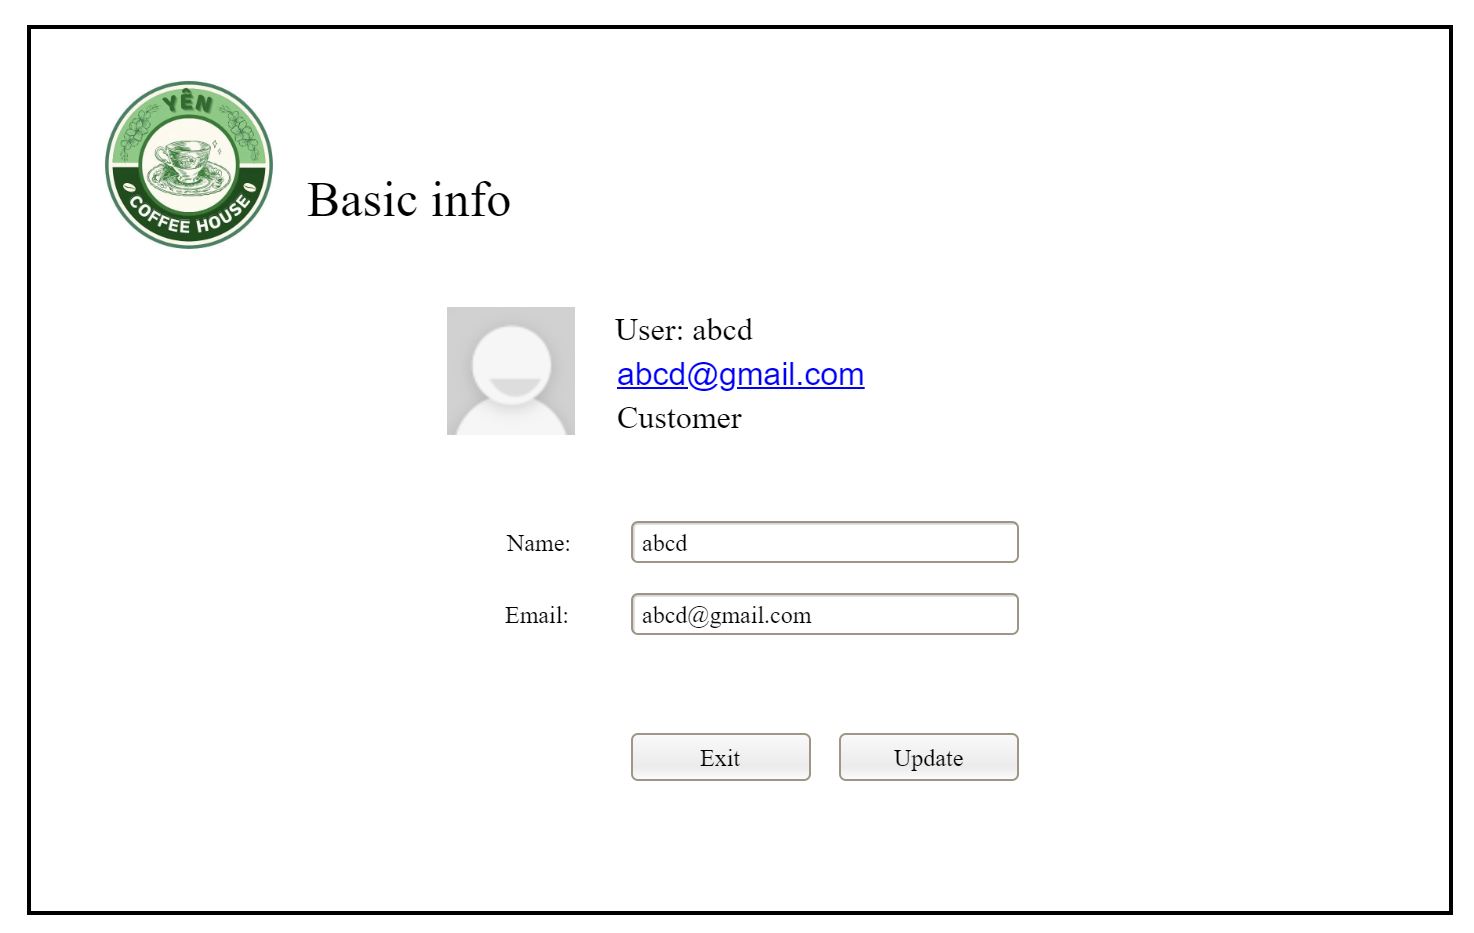 YÊN
COFFEE HOUSE
Basic info
User: abcd
abcd@gmail.com
Customer
Name: abcd
Email: abcd@gmail.com
Exit Update